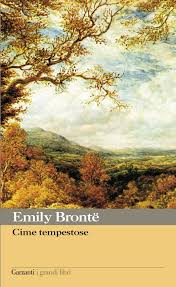 Emily Brontë
Cime tempestose
Garzanti i grandi libri